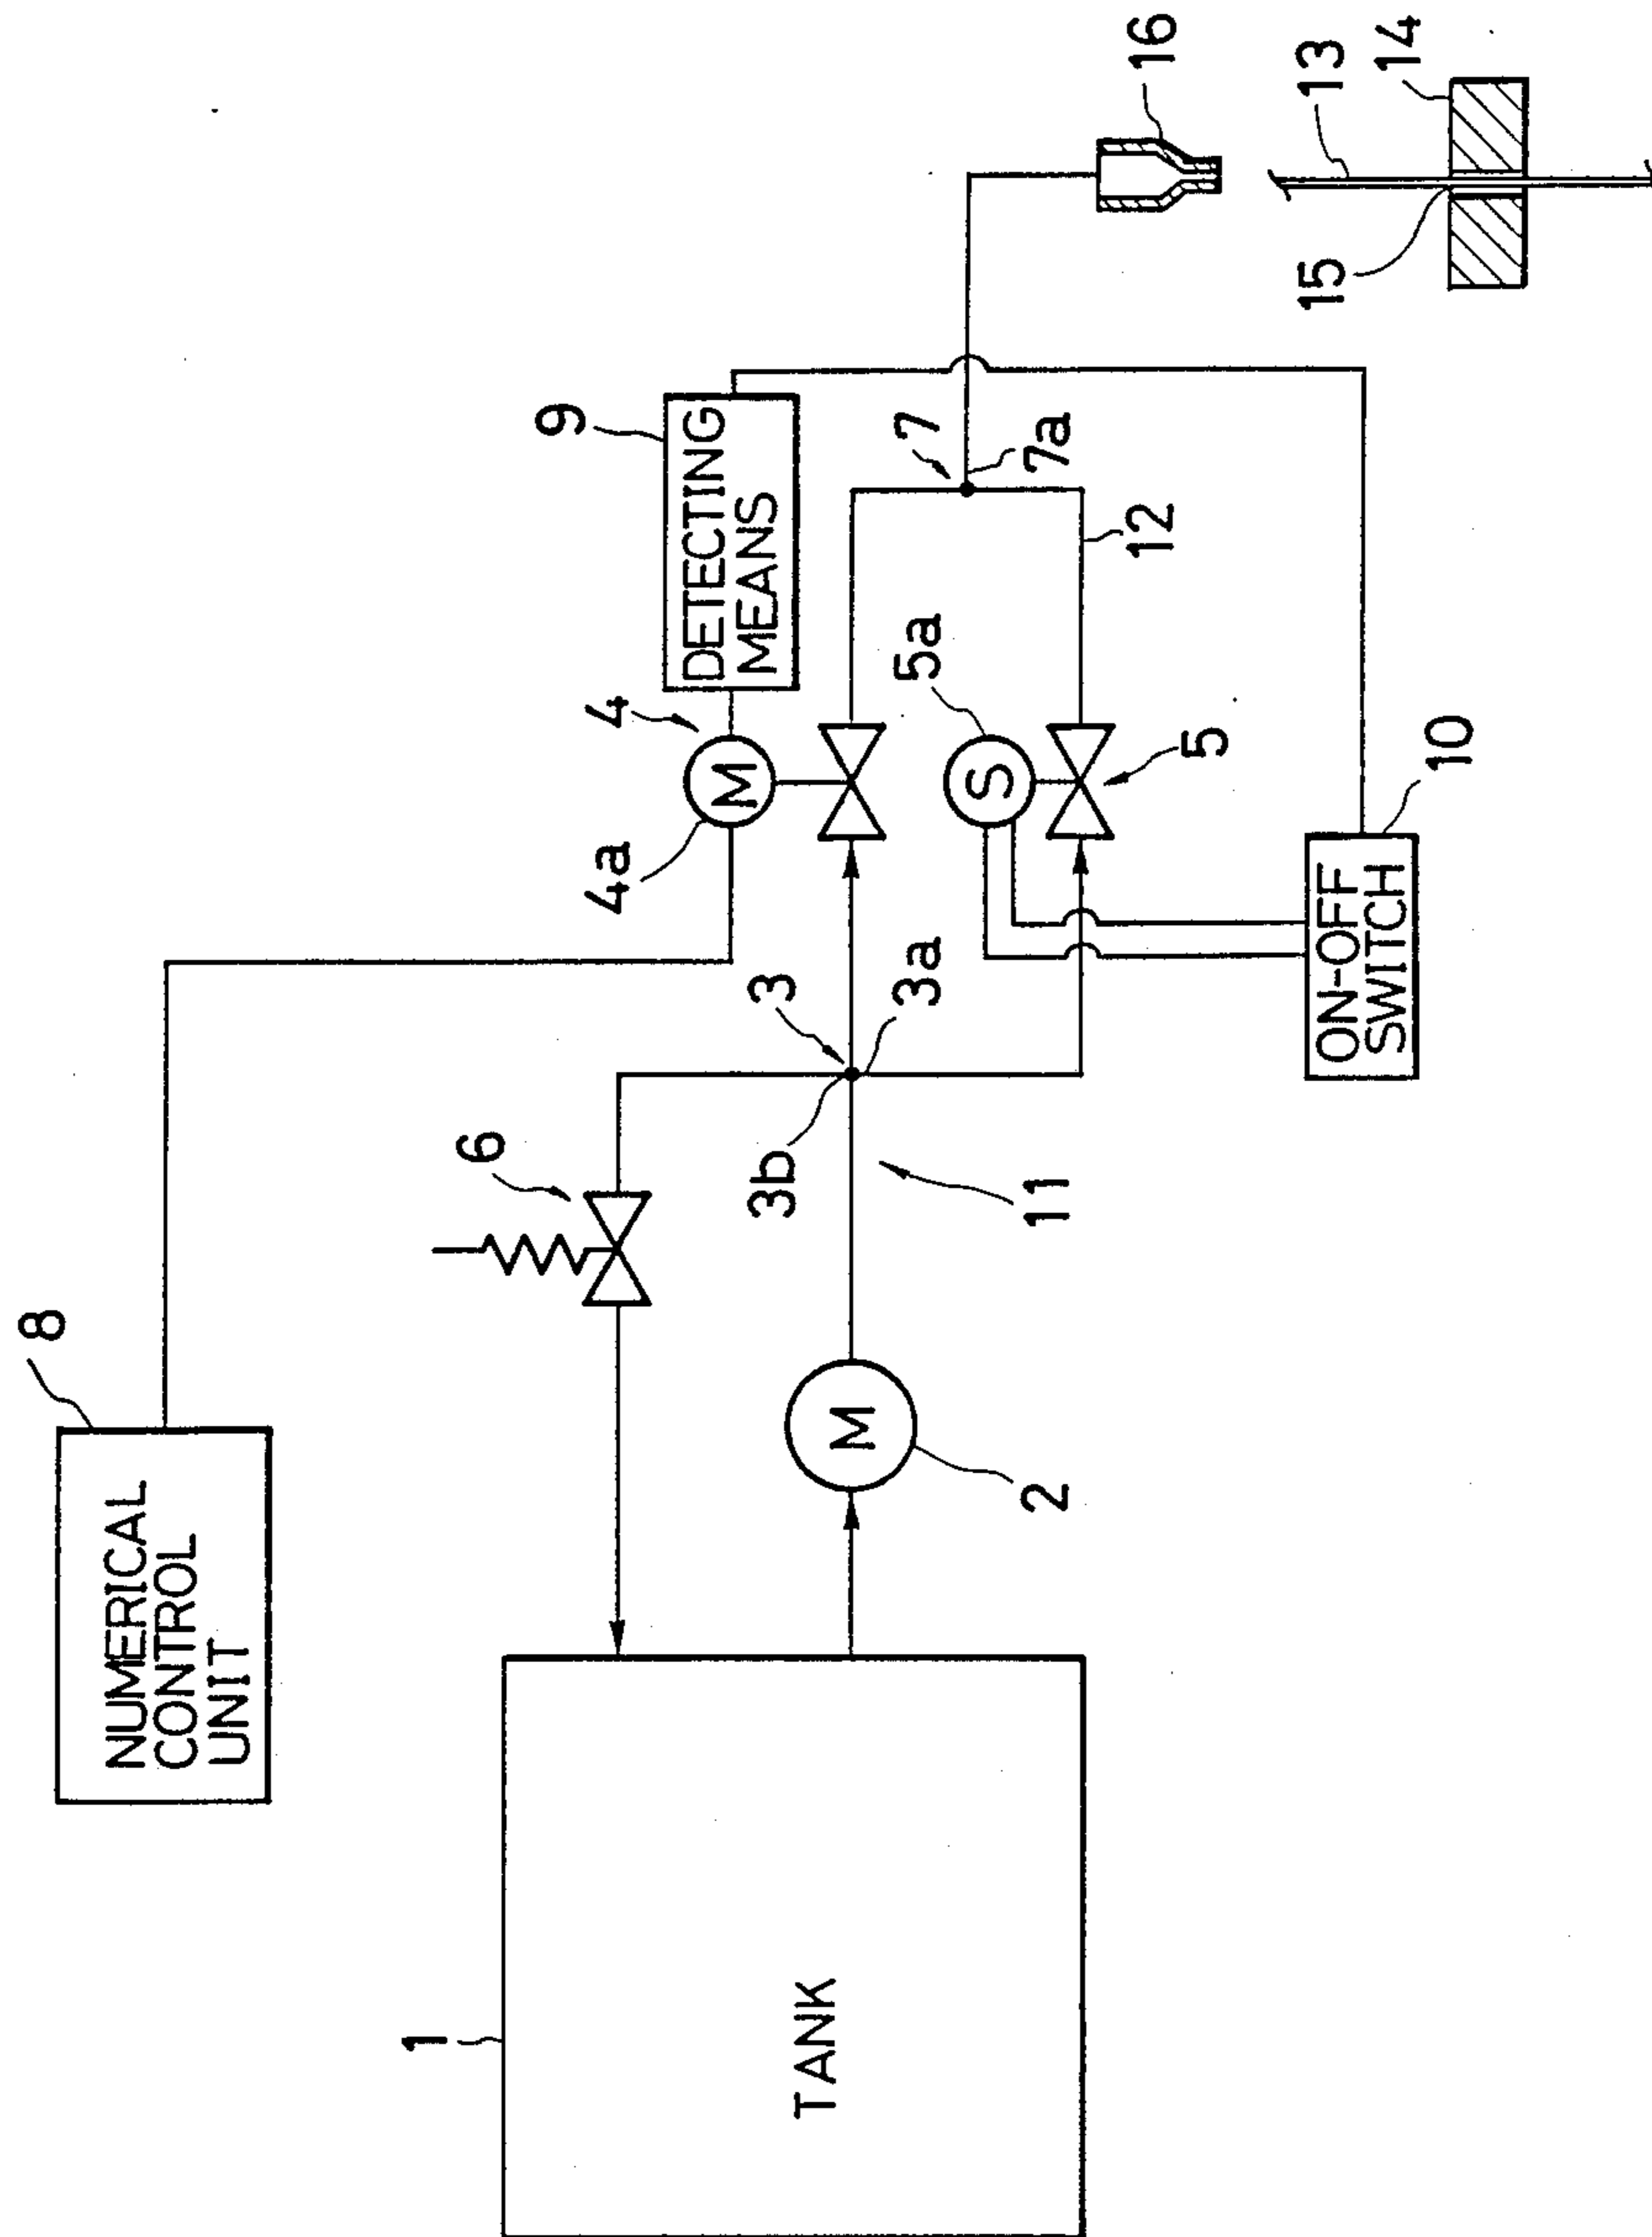 8
NUMERICAL
CONTROL
UNIT
9
DETECTING
MEANS
4
M
4a
6
3
3b
3a
11
M
2
1
TANK
7
7a
5a
S
5
12
10
ON-OFF
SWITCH
16
13
14
15